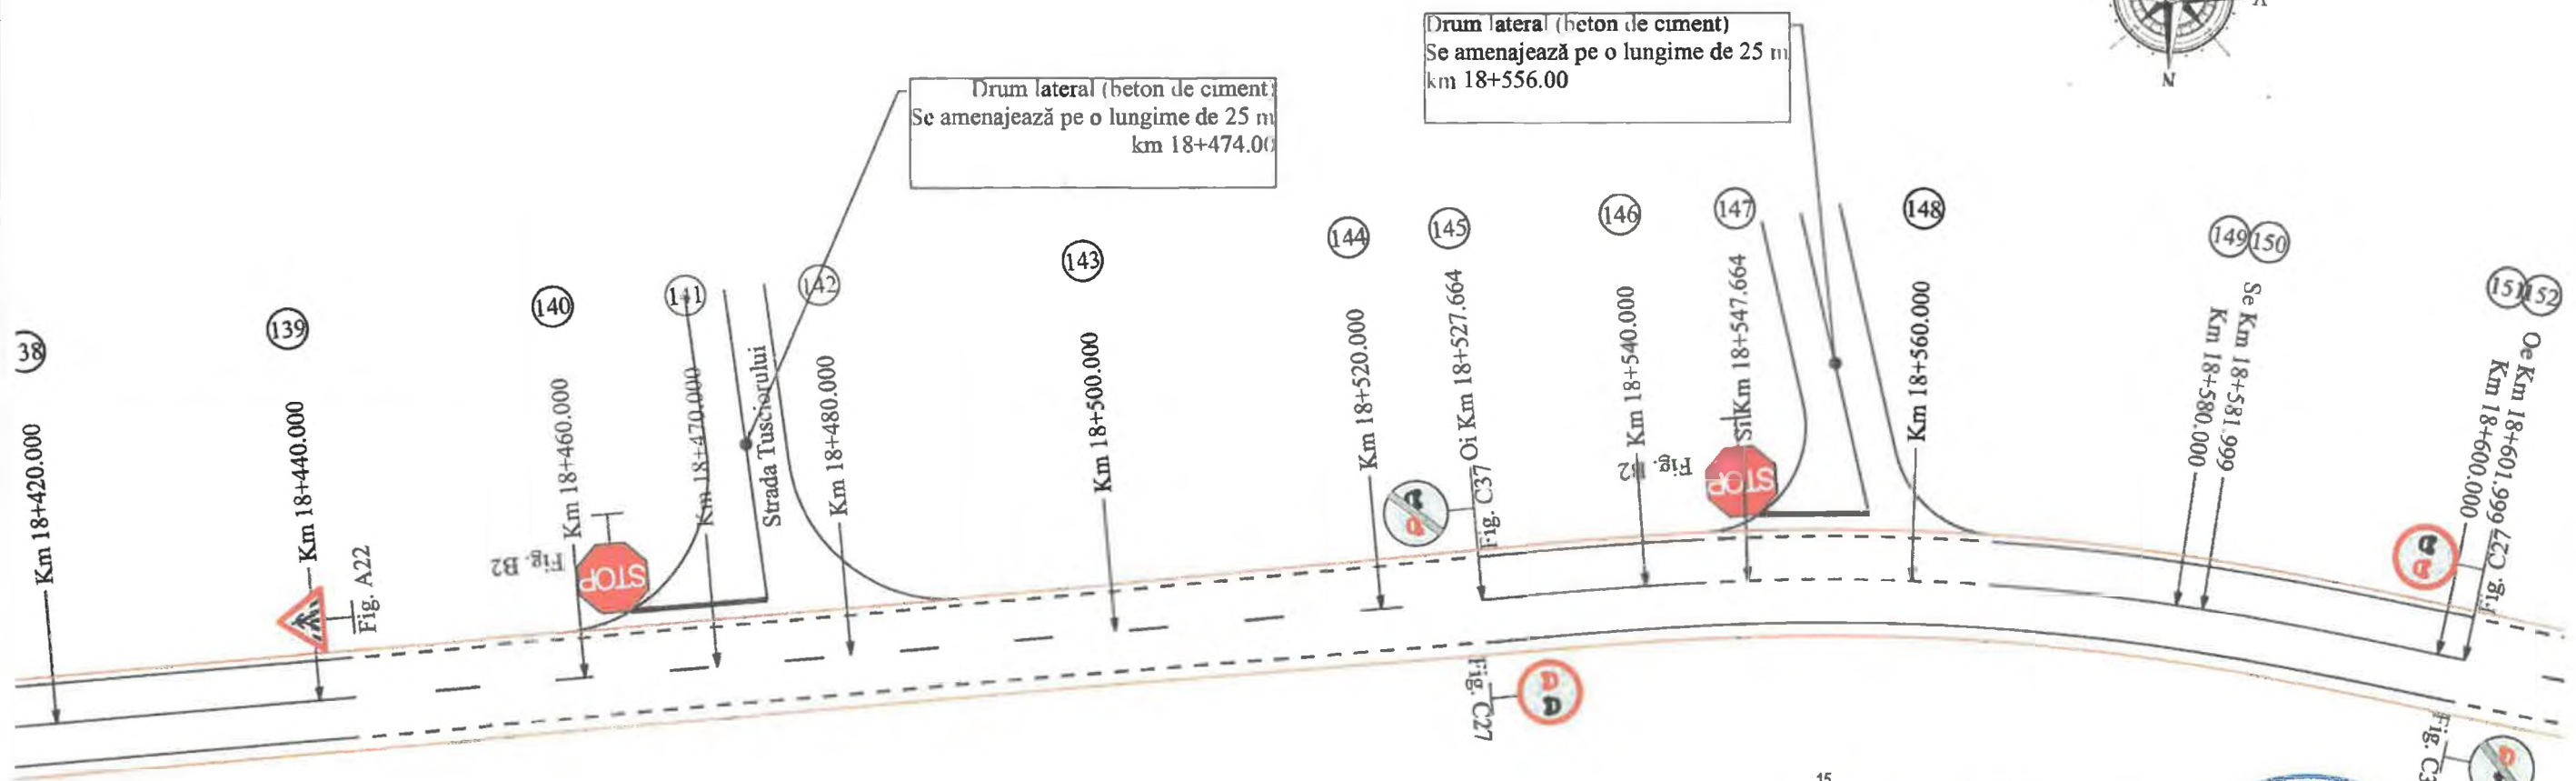 Drum lateral (beton de ciment)
Se amenajează pe o lungime de 25 m
km 18+474.00
Drum lateral (beton de ciment)
Se amenajează pe o lungime de 25 m
km 18+556.00
N
38
139
140
141
142
143
144
145
146
147
148
149
150
151
152
Km 18+420.000
Km 18+440.000
Fig. A22
Km 18+460.000
Fig. B2
STOP
Km 18+470.000
Strada Tusciorului
Km 18+480.000
Km 18+500.000
Km 18+520.000
Oi Km 18+527.664
Fig. C37
Fig. C27
Km 18+540.000
Fig. B2
STOP
Si Km 18+547.664
Km 18+560.000
Km 18+580.000
Se Km 18+581.999
Km 18+600.000
Oe Km 18+601.999
Fig. C27
Fig. C3
15